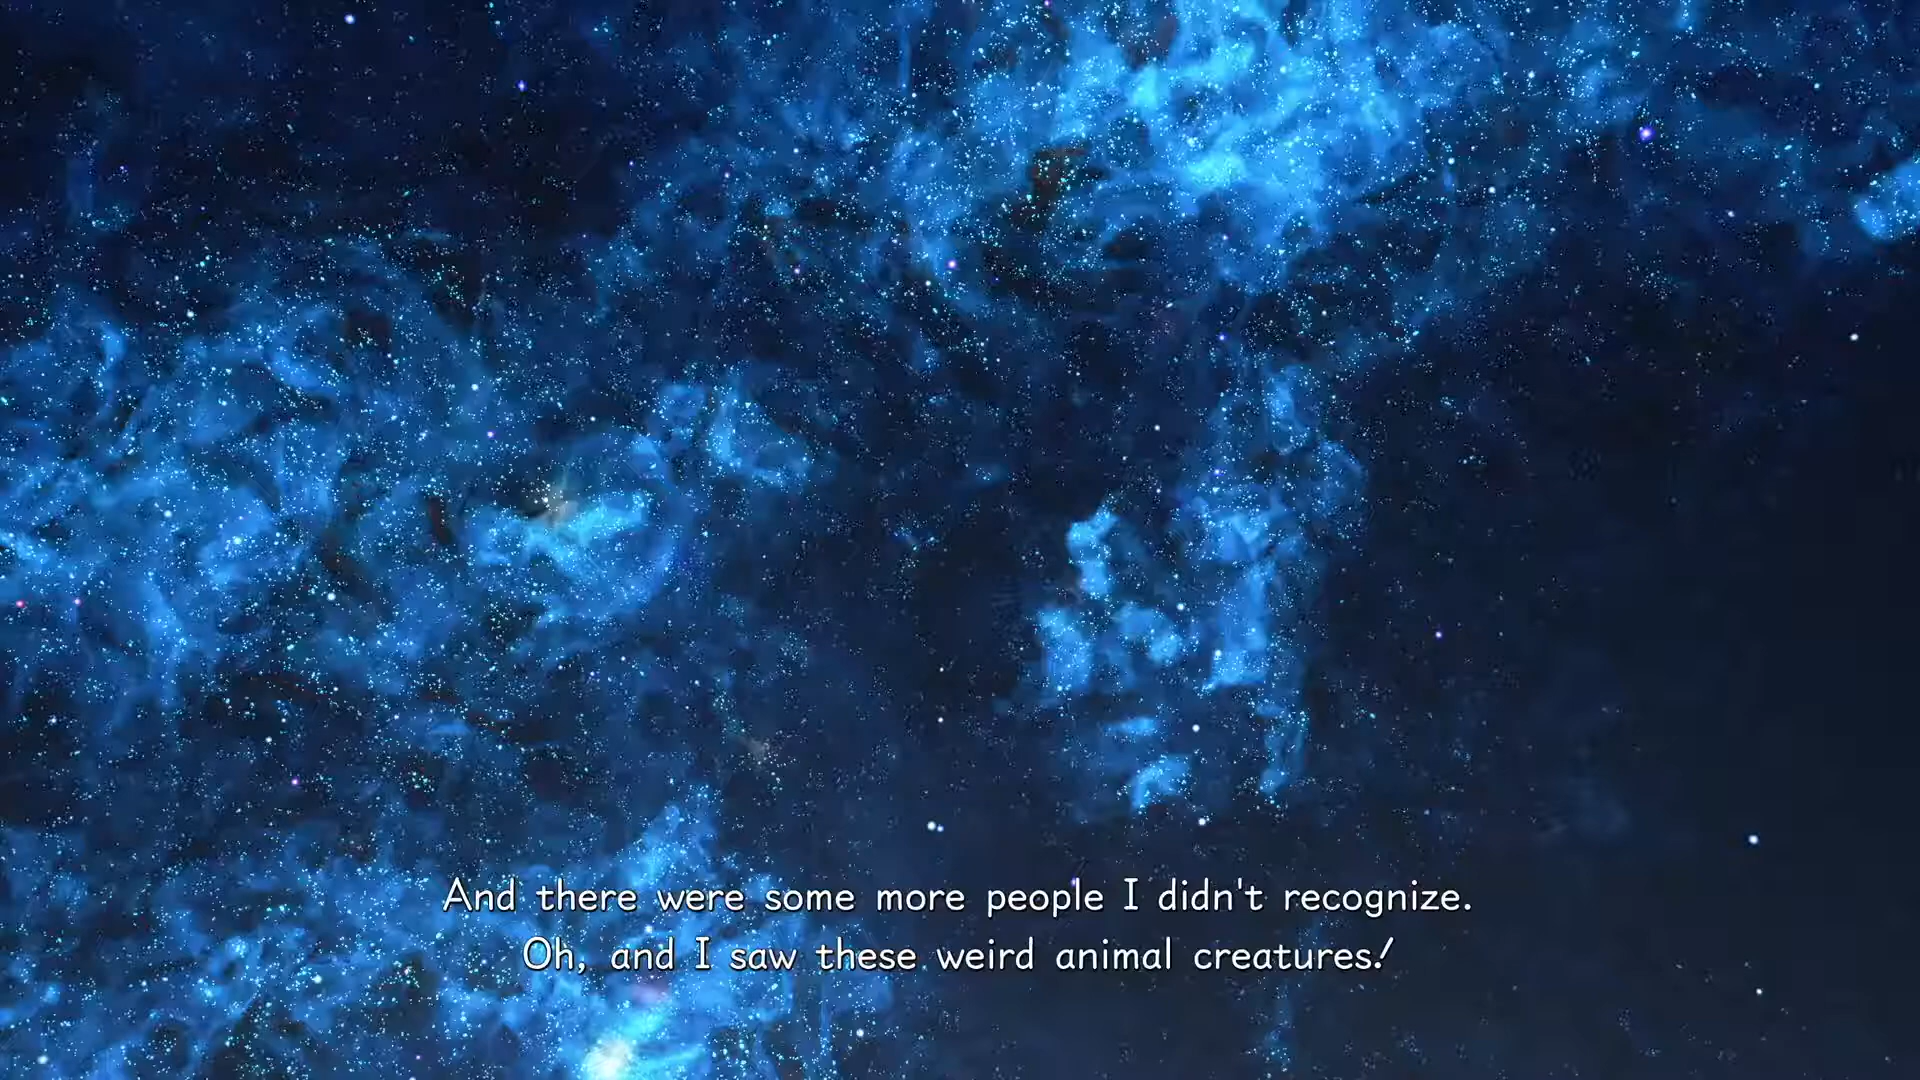 And there were some more people I didn't recognize.
Oh, and I saw these weird animal creatures!